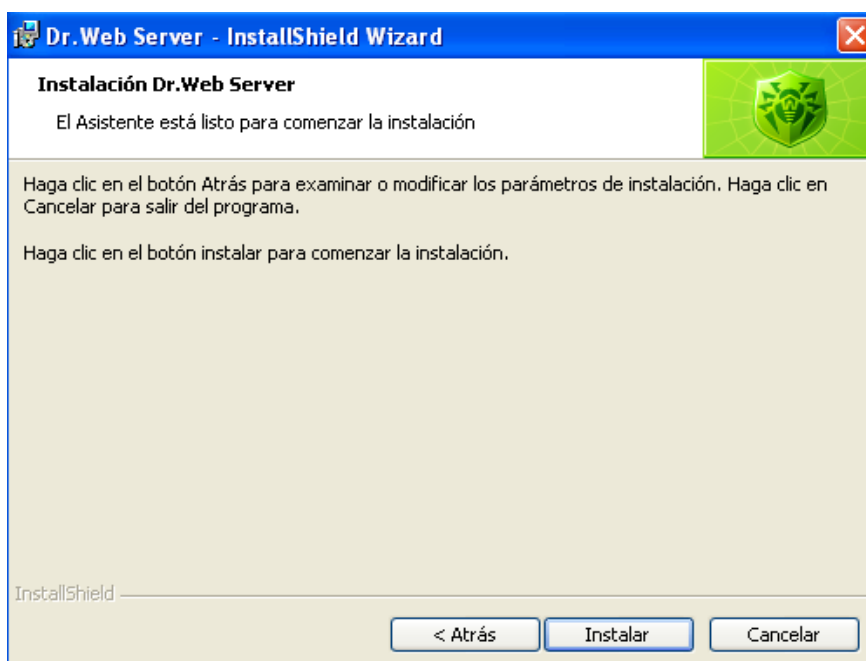 Dr.Web Server - InstallShield Wizard
Instalación Dr.Web Server
El Asistente está listo para comenzar la instalación
Haga clic en el botón Atrás para examinar o modificar los parámetros de instalación. Haga clic en
Cancelar para salir del programa.
Haga clic en el botón instalar para comenzar la instalación.
InstallShield
< Atrás
Instalar
Cancelar